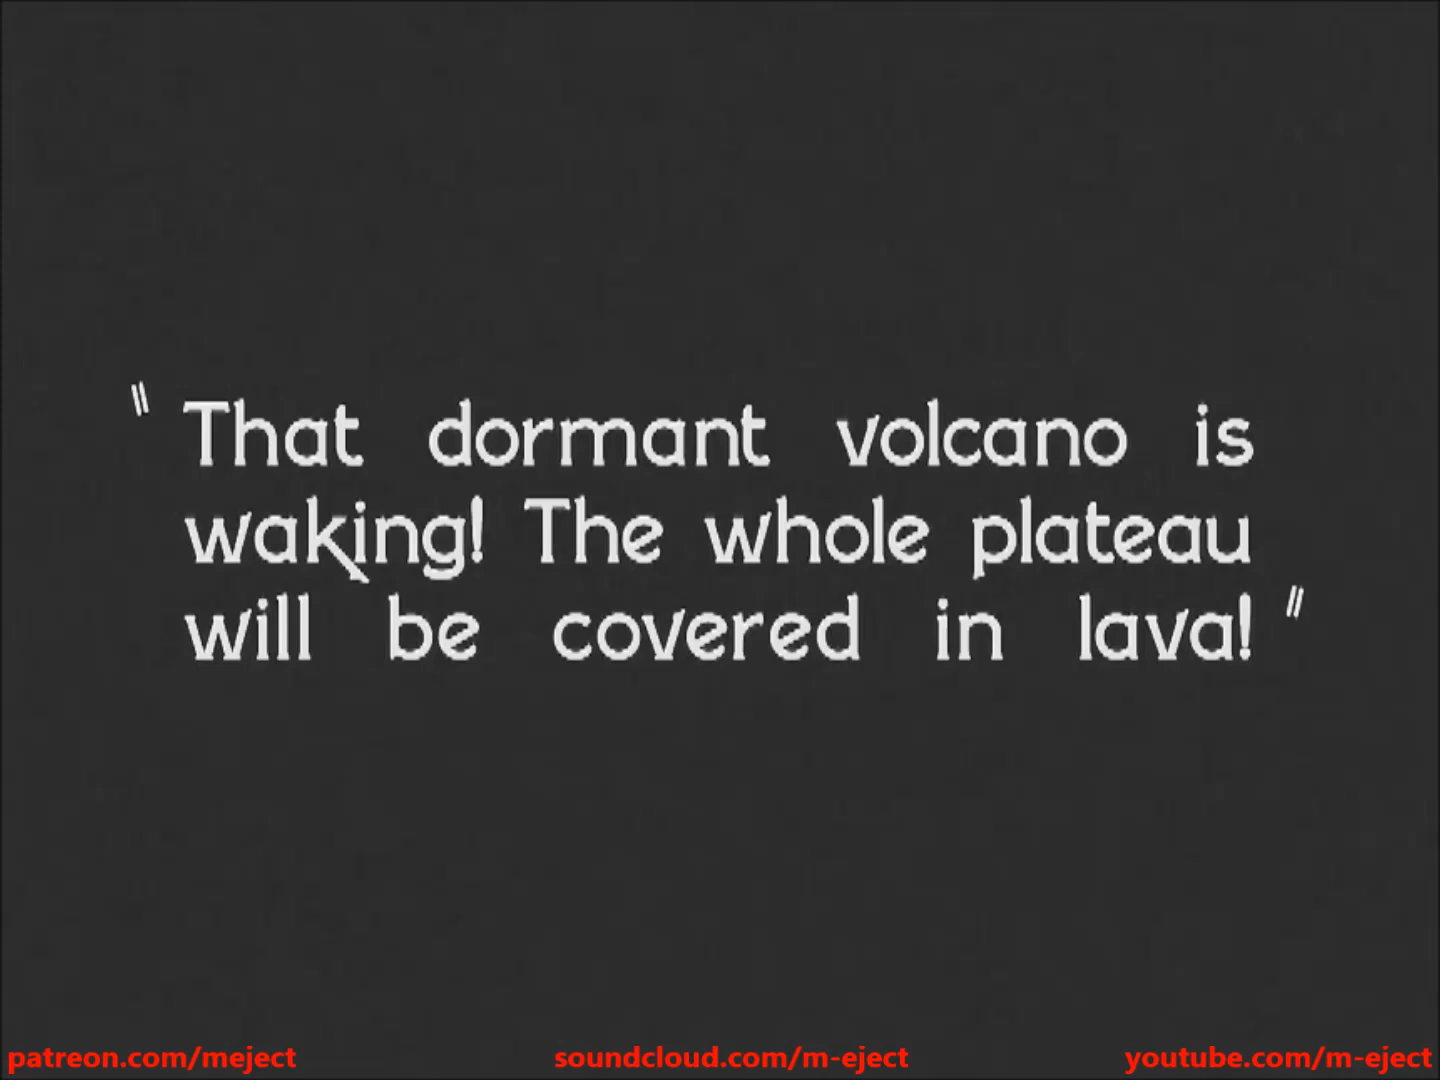 " That dormant volcano is
waking! The whole plateau
will be covered in lava! "
patreon.com/meject soundcloud.com/m-eject youtube.com/m-eject